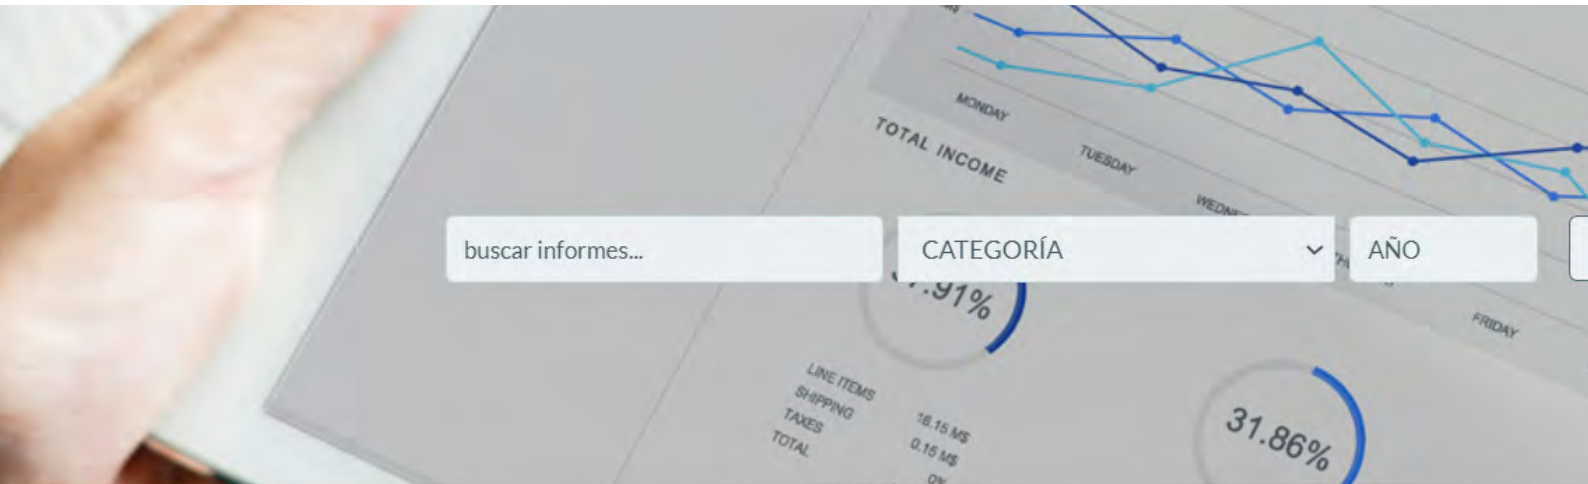 MONDAY
TUESDAY
TOTAL INCOME
buscar informes...
CATEGORÍA
AÑO
.91%
FRIDAY
LINE ITEMS
SHIPPING
TAXES
TOTAL
16.15 M$
0.15 M$
0%
31.86%